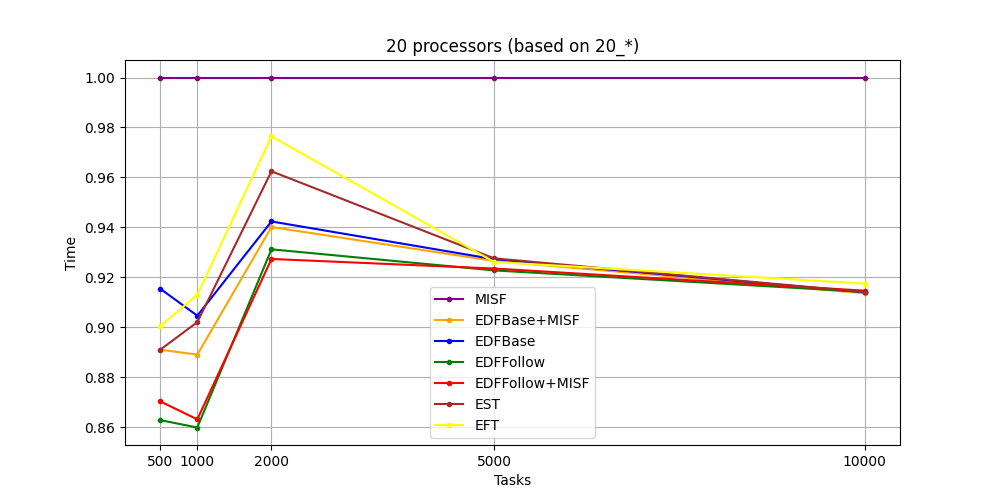 20 processors (based on 20_*)
1.00
0.98
0.96
0.94
0.92
0.90
0.88
0.86
Time
MISF
EDFBase+MISF
EDFBase
EDFFollow
EDFFollow+MISF
EST
EFT
500 1000 2000 5000 10000
Tasks